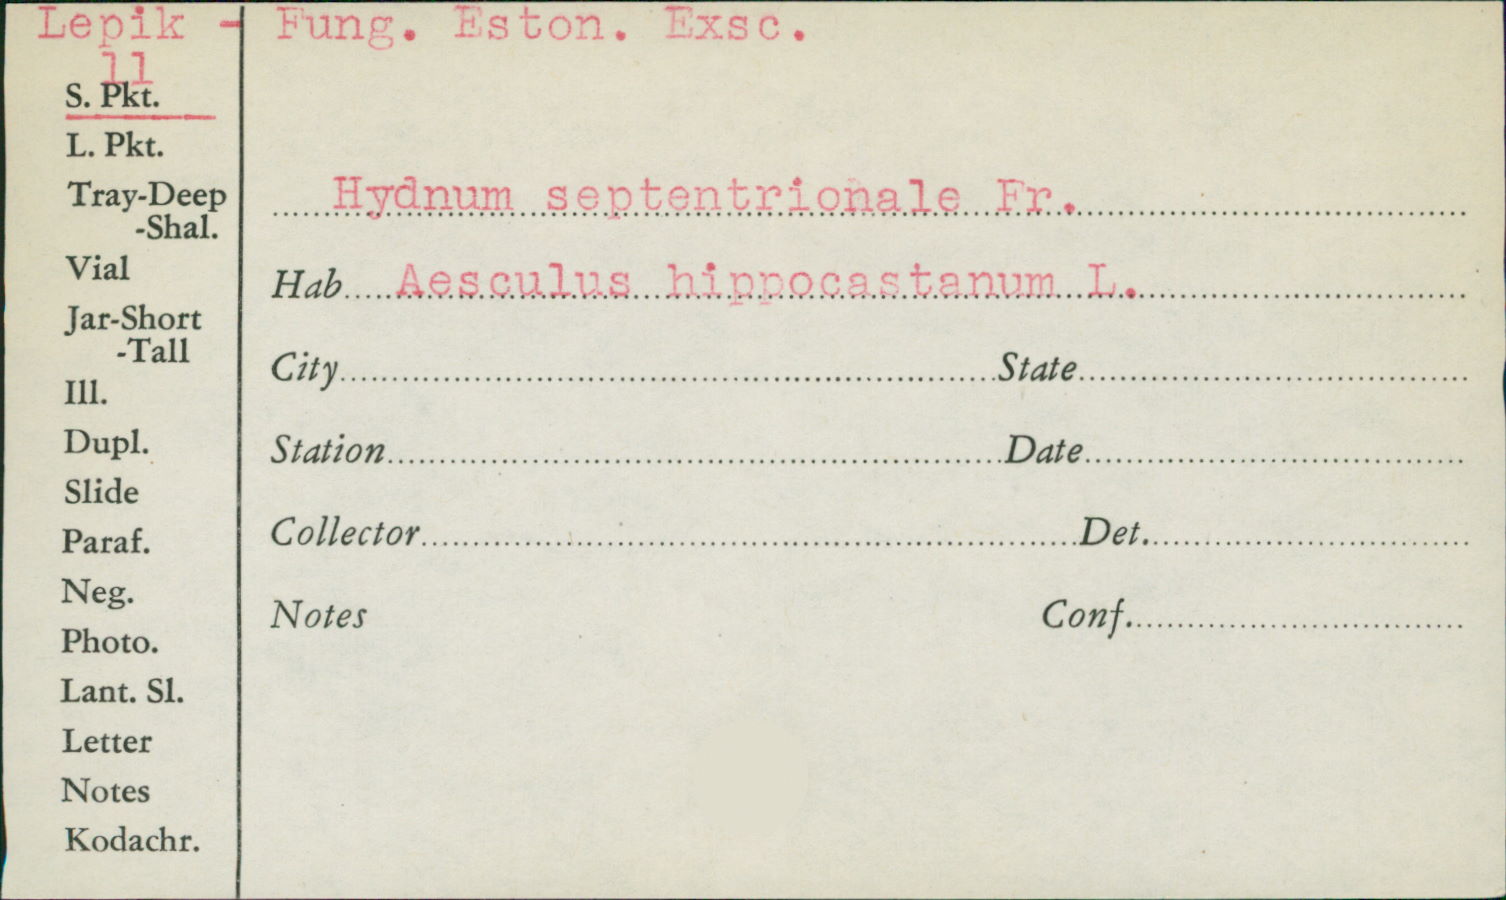 Lepik - Fung. Eston. Exsc.
11
S. Pkt.
L. Pkt.
Tray-Deep
-Shal.
Vial
Jar-Short
-Tall
Ill.
Dupl.
Slide
Paraf.
Neg.
Photo.
Lant. Sl.
Letter
Notes
Kodachr.
Hydnum septentrionale Fr.
Hab. Aesculus hippocastanum L.
City State
Station Date
Collector Det.
Notes Conf.